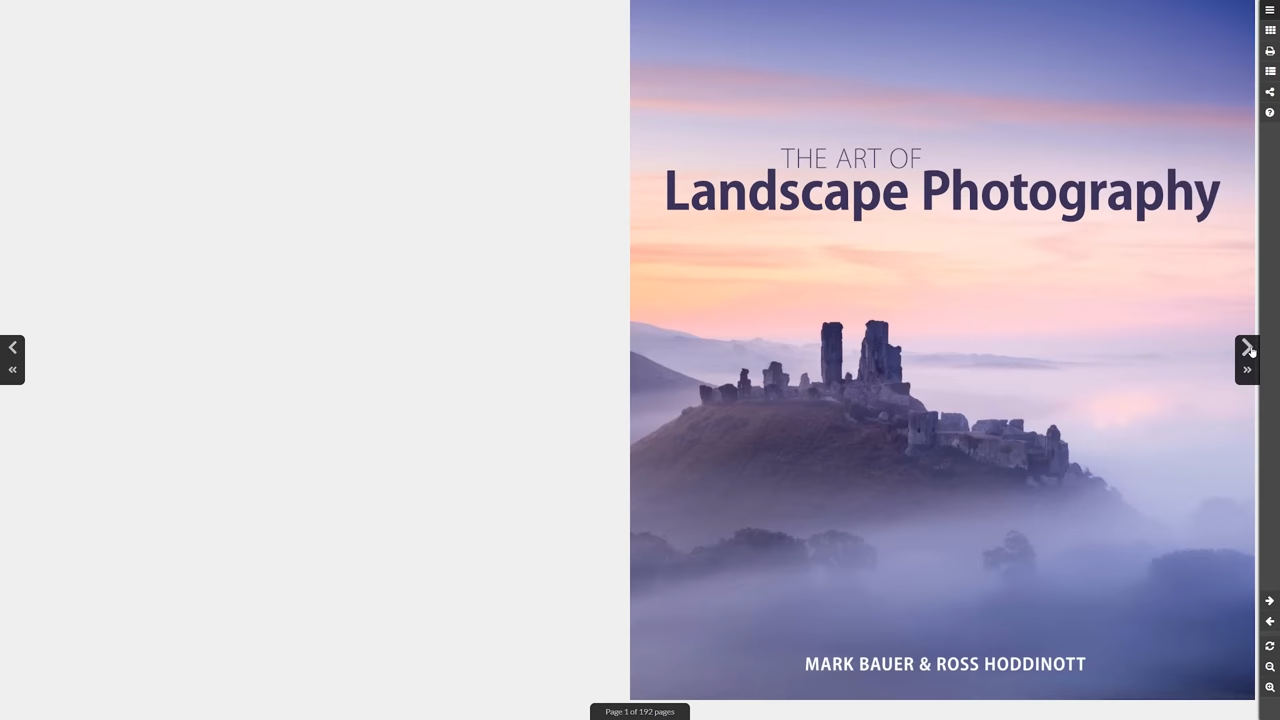 THE ART OF
Landscape Photography
MARK BAUER & ROSS HODDINOTT
Page 1 of 192 pages